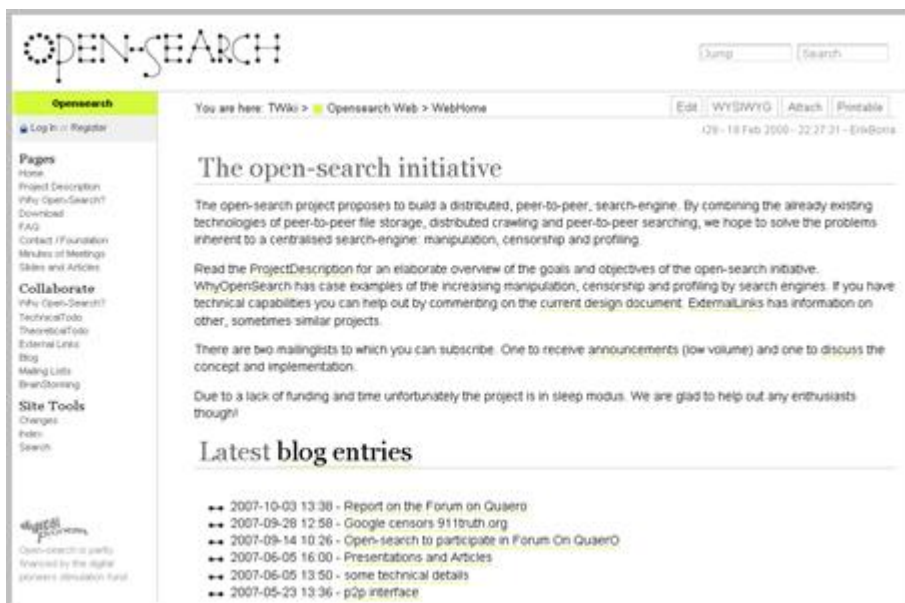 OPEN-SEARCH
Jump
Search
Opensearch
You are here: TWiki > Opensearch Web > WebHome
Edit WYSIWYG Attach Printable
Log In or Register
Pages
Home
Project Description
Why Open-Search?
Download
FAQ
Contact / Foundation
Minutes of Meetings
Slides and Articles
Collaborate
Why Open-Search?
TechnicalTodo
TheoreticalTodo
External Links
Blog
Mailing Lists
BrainStorming
Site Tools
Changes
Index
Search
Open-search is partly
financed by the digital
pioneers stimulation fund
The open-search initiative
The open-search project proposes to build a distributed, peer-to-peer, search-engine. By combining the already existing
technologies of peer-to-peer file storage, distributed crawling and peer-to-peer searching, we hope to solve the problems
inherent to a centralised search-engine: manipulation, censorship and profiling.
Read the ProjectDescription for an elaborate overview of the goals and objectives of the open-search initiative.
WhyOpenSearch has case examples of the increasing manipulation, censorship and profiling by search engines. If you have
technical capabilities you can help out by commenting on the current design document. ExternalLinks has information on
other, sometimes similar projects.
There are two mailinglists to which you can subscribe. One to receive announcements (low volume) and one to discuss the
concept and implementation.
Due to a lack of funding and time unfortunately the project is in sleep modus. We are glad to help out any enthusiasts
though!
Latest blog entries
2007-10-03 13:38 - Report on the Forum on Quaero
2007-09-28 12:58 - Google censors 911truth.org
2007-09-14 10:26 - Open-search to participate in Forum On QuaerO
2007-06-05 16:00 - Presentations and Articles
2007-06-05 13:50 - some technical details
2007-05-23 13:36 - p2p interface